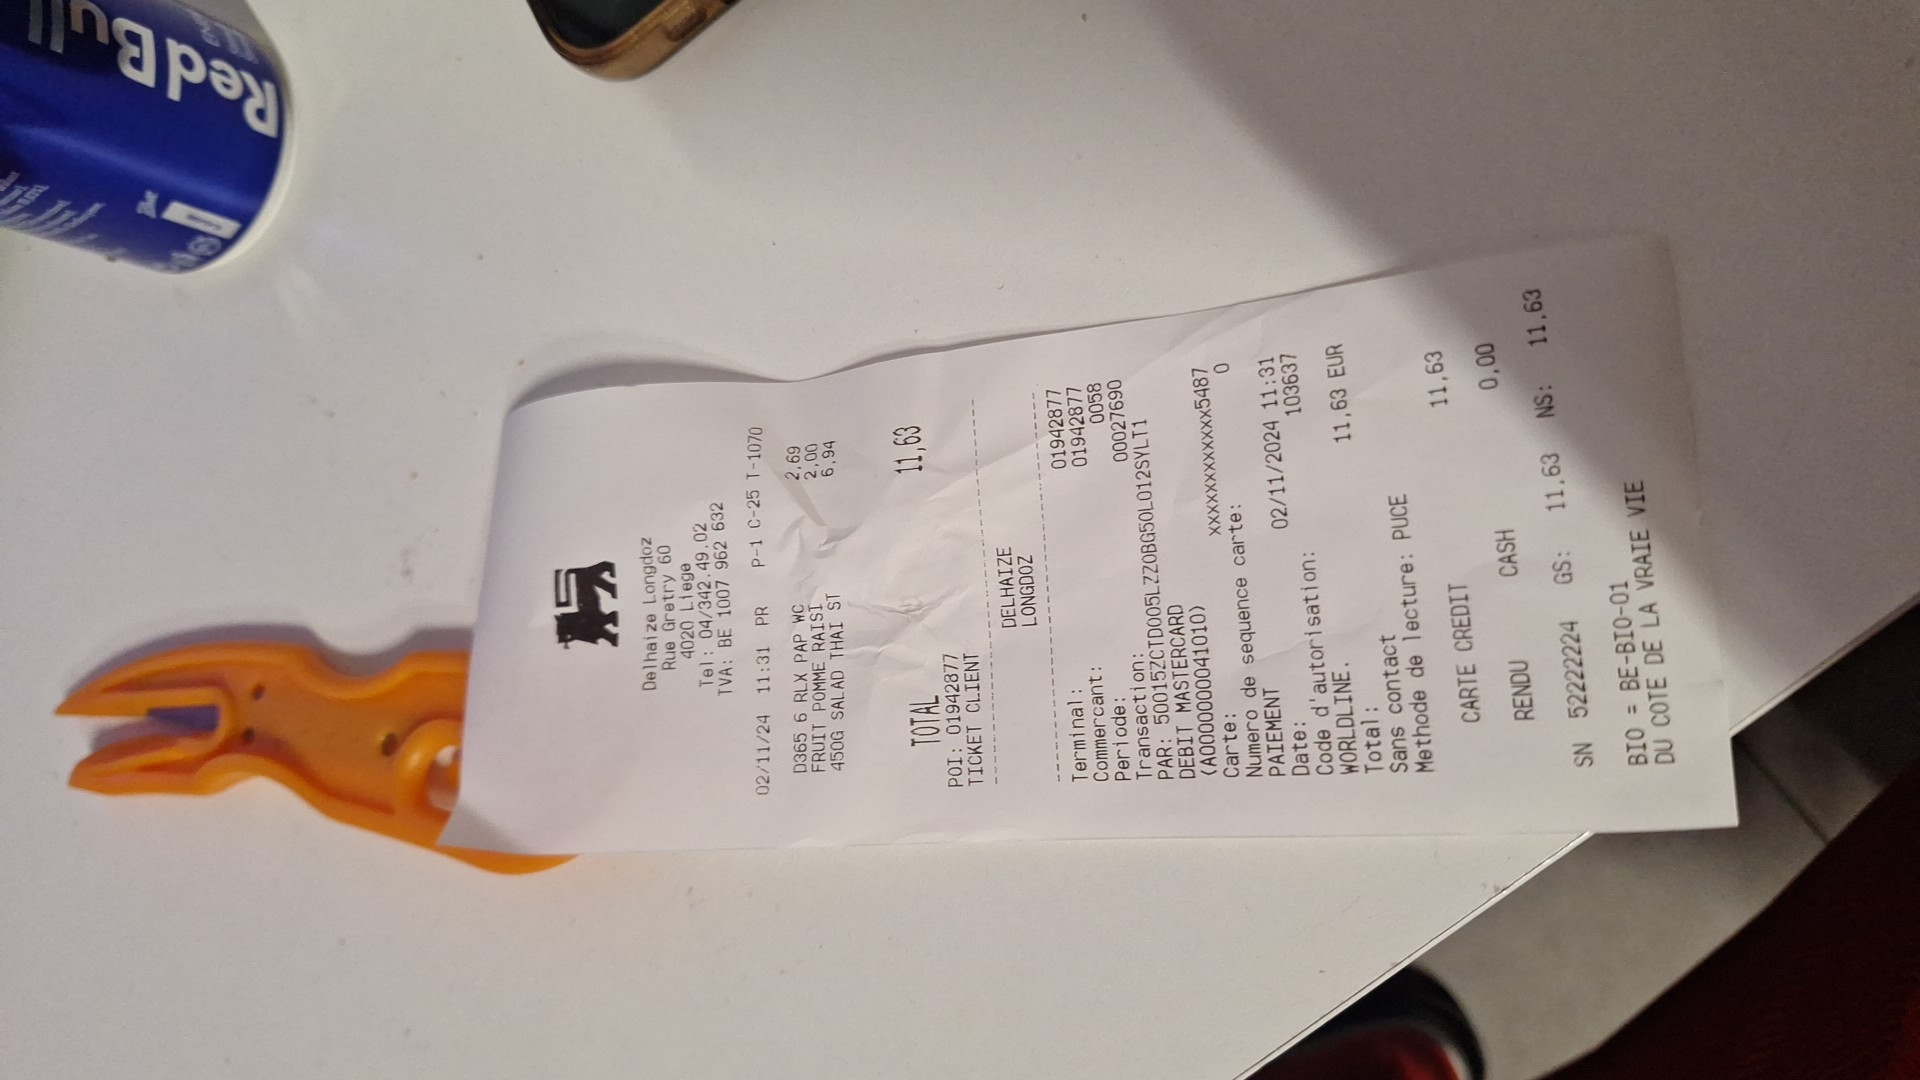 RedBull
Delhaize Longdoz
Rue Gretry 60
4020 Liege
Tel: 04/342.49.02
TVA: BE 1007 962 632
02/11/24 11:31 PR P-1 C-25 T-1070
D365 6 RLX PAP WC 2,69
FRUIT POMME RAISI 2,00
450G SALAD THAI ST 6,94
TOTAL 11,63
POI: 01942877
TICKET CLIENT
DELHAIZE
LONGDOZ
Terminal: 01942877
Commercant: 01942877
Periode: 0058
Transaction: 00027690
PAR: 50015ZCTD005LZZOBG50L012SYLT1
DEBIT MASTERCARD
(A0000000041010)
Carte: xxxxxxxxxxxxx5487
Numero de sequence carte: 0
PAIEMENT
Date: 02/11/2024 11:31
Code d'autorisation: 103637
WORLDLINE.
Total: 11,63 EUR
Sans contact
Methode de lecture: PUCE
CARTE CREDIT 11,63
RENDU CASH 0,00
SN 52222224 GS: 11,63 NS: 11,63
BIO = BE-BIO-01
DU COTE DE LA VRAIE VIE